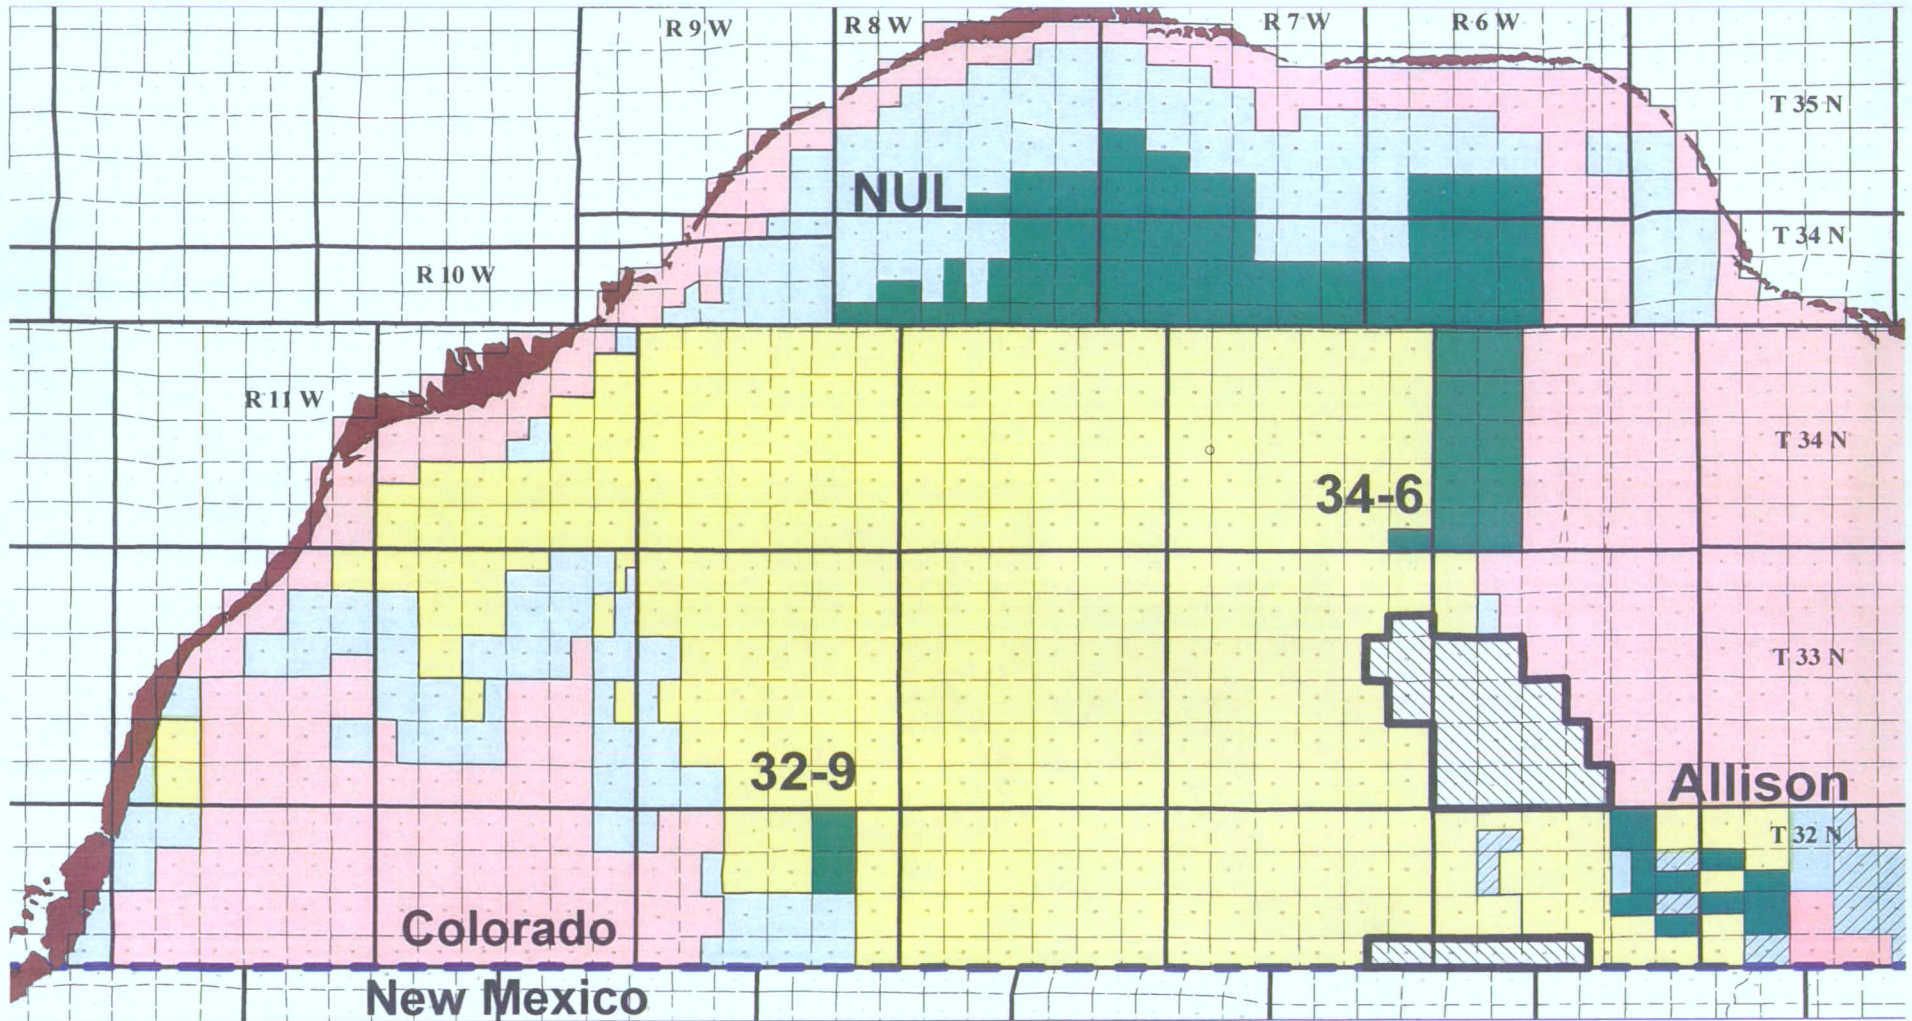 R 9 W
R 8 W
R 7 W
R 6 W
T 35 N
NUL
T 34 N
R 10 W
R 11 W
T 34 N
34-6
T 33 N
32-9
Allison
T 32 N
Colorado
New Mexico